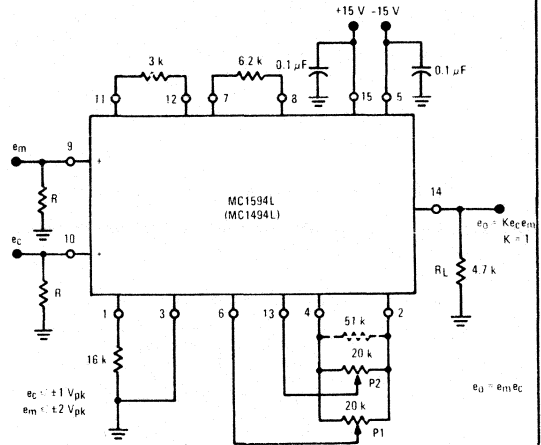 +15 V -15 V
3 k
6.2 k
0.1 µF
0.1 µF
11
12
7
8
15
5
em
9
+
R
MC1594L
(MC1494L)
14
eo = Kecem
K = 1
ec
10
+
R
RL
4.7 k
1
3
6
13
4
2
51 k
16 k
20 k
P2
ec = ±1 Vpk
em = ±2 Vpk
20 k
P1
eo = emec